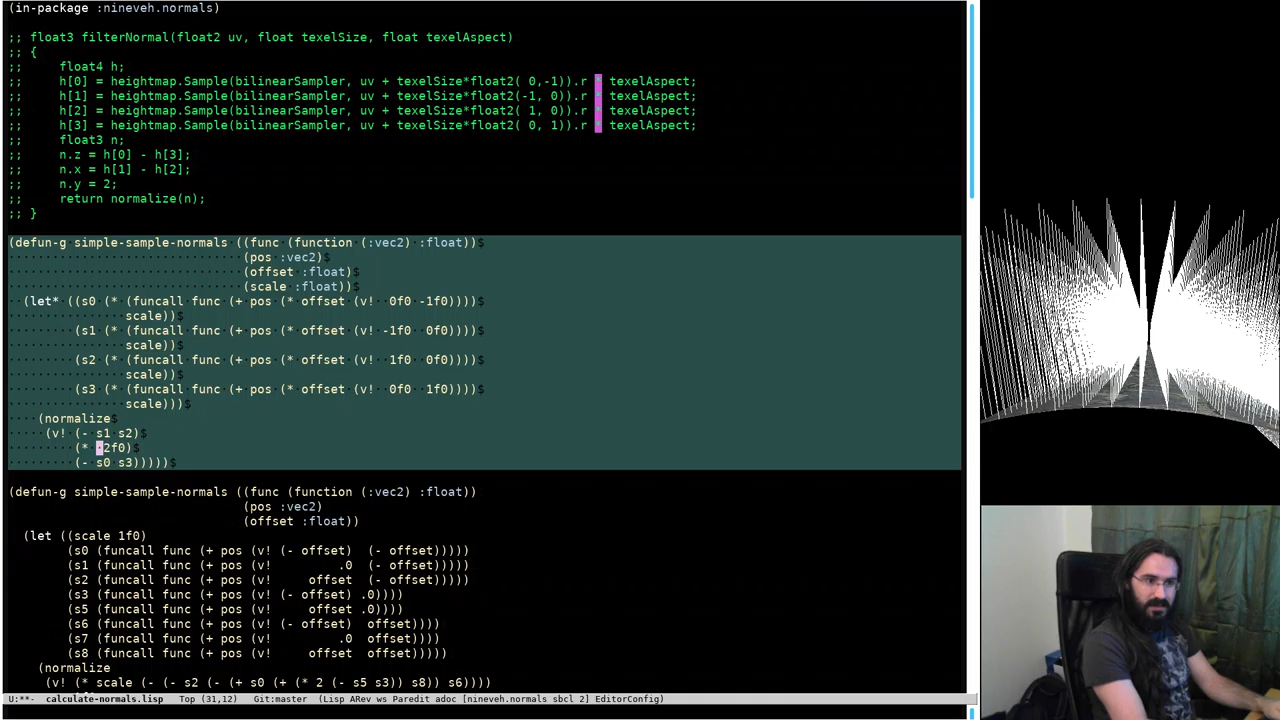 (in-package :nineveh.normals)
;; float3 filterNormal(float2 uv, float texelSize, float texelAspect)
;; {
;;     float4 h;
;;     h[0] = heightmap.Sample(bilinearSampler, uv + texelSize*float2( 0,-1)).r * texelAspect;
;;     h[1] = heightmap.Sample(bilinearSampler, uv + texelSize*float2(-1, 0)).r * texelAspect;
;;     h[2] = heightmap.Sample(bilinearSampler, uv + texelSize*float2( 1, 0)).r * texelAspect;
;;     h[3] = heightmap.Sample(bilinearSampler, uv + texelSize*float2( 0, 1)).r * texelAspect;
;;     float3 n;
;;     n.z = h[0] - h[3];
;;     n.x = h[1] - h[2];
;;     n.y = 2;
;;     return normalize(n);
;; }
(defun-g·simple-sample-normals·((func·(function·(:vec2)·:float))$
································(pos·:vec2)$
································(offset·:float)$
································(scale·:float))$
··(let*·((s0·(*·(funcall·func·(+·pos·(*·offset·(v!··0f0·-1f0))))$
················scale))$
·········(s1·(*·(funcall·func·(+·pos·(*·offset·(v!·-1f0··0f0))))$
················scale))$
·········(s2·(*·(funcall·func·(+·pos·(*·offset·(v!··1f0··0f0))))$
················scale))$
·········(s3·(*·(funcall·func·(+·pos·(*·offset·(v!··0f0··1f0))))$
················scale)))$
····(normalize$
·····(v!·(-·s1·s2)$
·········(*··2f0)$
·········(-·s0·s3)))))$
(defun-g simple-sample-normals ((func (function (:vec2) :float))
                                (pos :vec2)
                                (offset :float))
  (let ((scale 1f0)
        (s0 (funcall func (+ pos (v! (- offset)  (- offset)))))
        (s1 (funcall func (+ pos (v!         .0  (- offset)))))
        (s2 (funcall func (+ pos (v!     offset  (- offset)))))
        (s3 (funcall func (+ pos (v! (- offset) .0))))
        (s5 (funcall func (+ pos (v!     offset .0))))
        (s6 (funcall func (+ pos (v! (- offset)  offset))))
        (s7 (funcall func (+ pos (v!         .0  offset))))
        (s8 (funcall func (+ pos (v!     offset  offset)))))
    (normalize
     (v! (* scale (- (- s2 (- (+ s0 (+ (* 2 (- s5 s3)) s8)) s6))))
U:**-  calculate-normals.lisp   Top (31,12)   Git:master  (Lisp ARev ws Paredit adoc [nineveh.normals sbcl 2] EditorConfig)